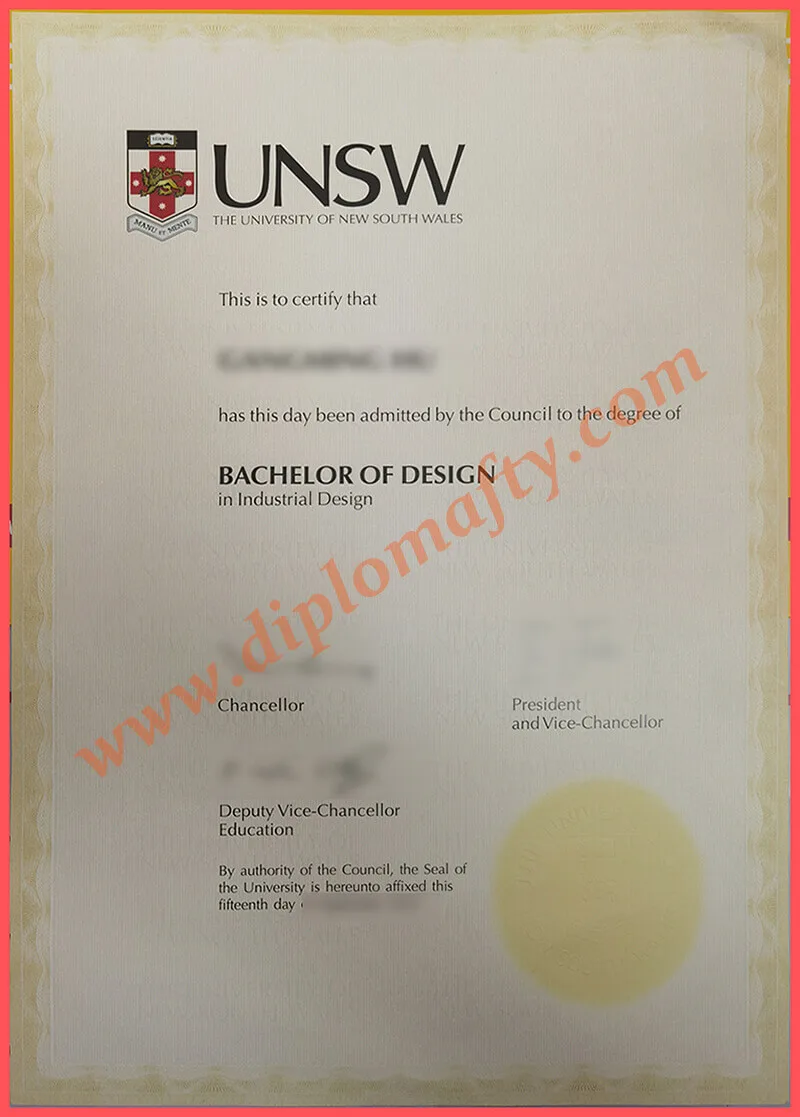 SCIENTIA
MANU ET MENTE
UNSW
THE UNIVERSITY OF NEW SOUTH WALES
This is to certify that
has this day been admitted by the Council to the degree of
BACHELOR OF DESIGN
in Industrial Design
www.diplomafty.com
Chancellor
President
and Vice-Chancellor
Deputy Vice-Chancellor
Education
By authority of the Council, the Seal of
the University is hereunto affixed this
fifteenth day